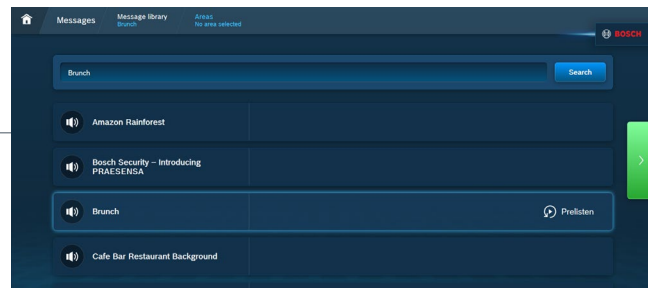 Messages
Message library
Brunch
Areas
No area selected
BOSCH
Brunch
Search
Amazon Rainforest
Bosch Security – Introducing
PRAESENSA
Brunch
Prelisten
Cafe Bar Restaurant Background